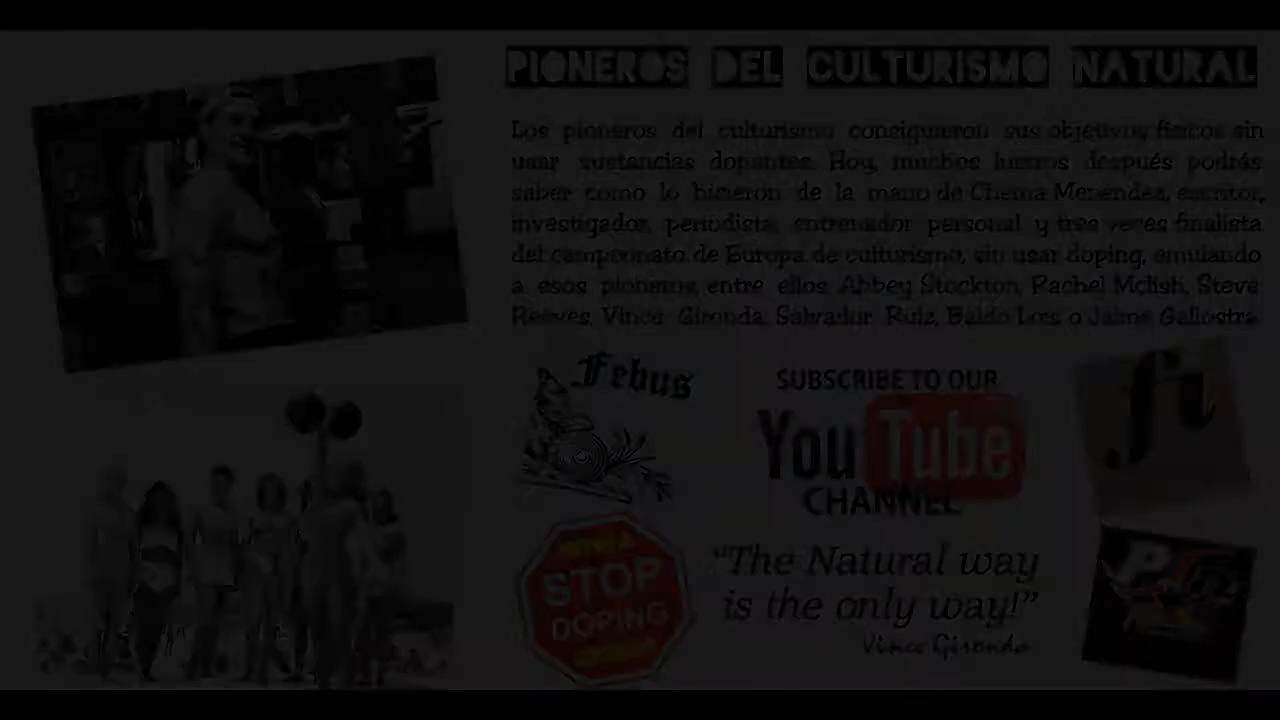 PIONEROS DEL CULTURISMO NATURAL
Los pioneros del culturismo consiguieron sus objetivos físicos sin
usar sustancias dopantes. Hoy, muchos lustros después podrás
saber como lo hicieron de la mano de Chema Menéndez, escritor,
investigador, periodista, entrenador personal y tres veces finalista
del campeonato de Europa de culturismo, sin usar doping, emulando
a esos pioneros, entre ellos, Abbey Stockton, Rachel Mclish, Steve
Reeves, Vince Gironda, Salvador Ruiz, Baldo Lois o Jaime Gallostra.
Febus
SUBSCRIBE TO OUR
YouTube
CHANNEL
fi
STOP
DOPING
"The Natural way
is the only way!"
Vince Gironda